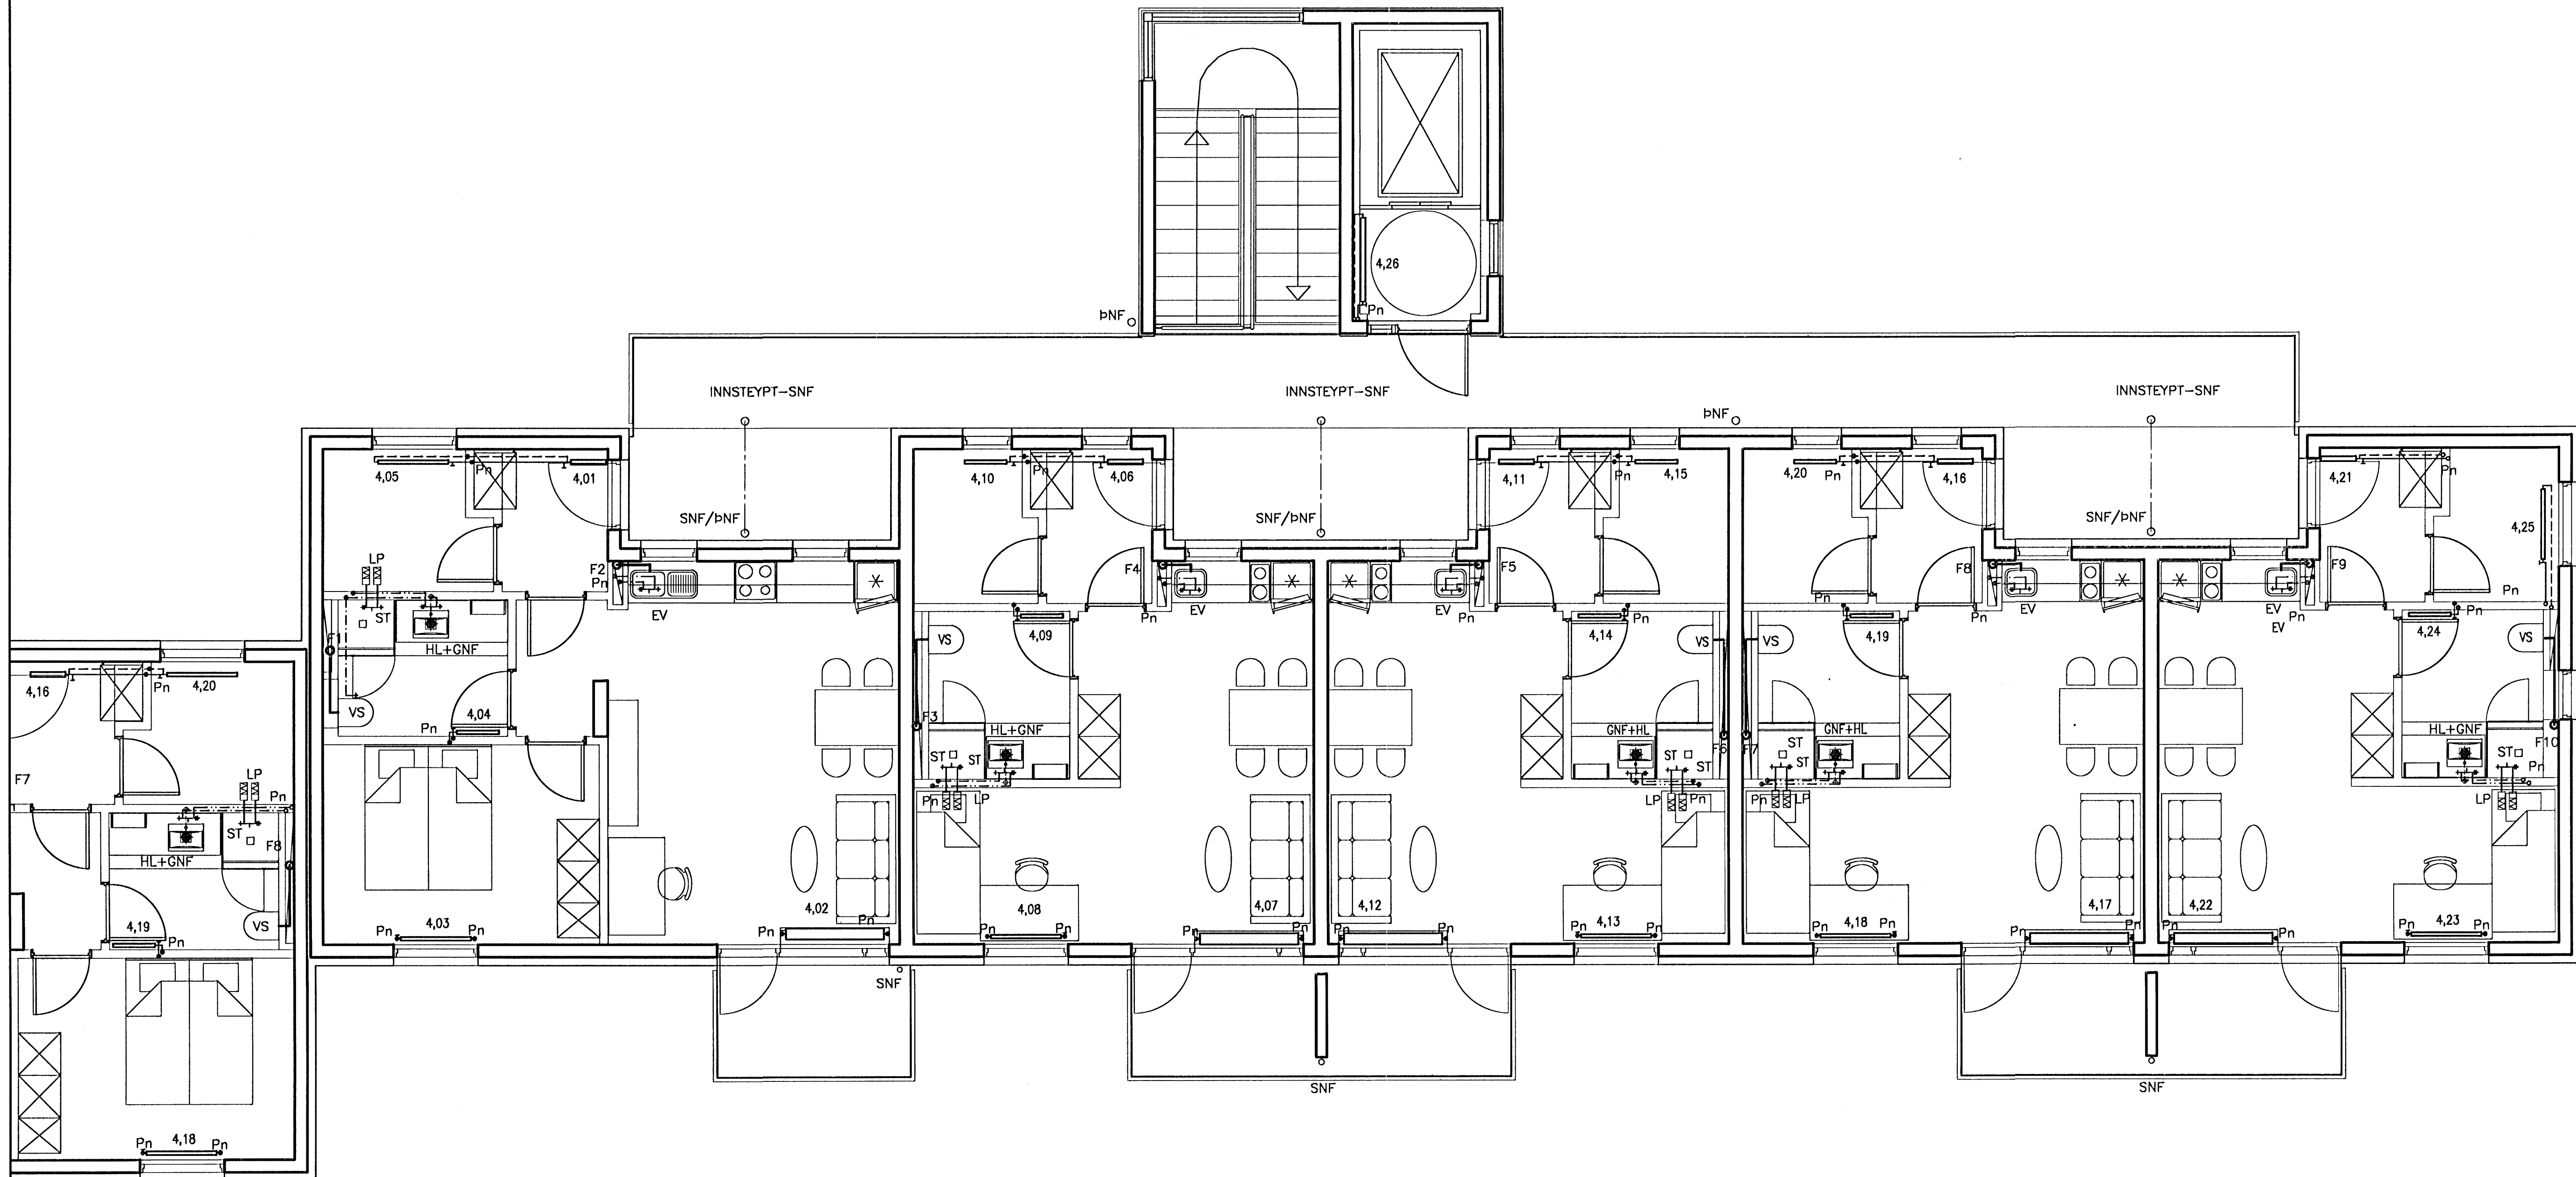 4,26
Pn
ÞNF
INNSTEYPT-SNF
INNSTEYPT-SNF
INNSTEYPT-SNF
ÞNF
4,05
Pn
4,01
4,10
Pn
4,06
4,11
Pn
4,15
4,20
Pn
4,16
4,21
Pn
SNF/ÞNF
SNF/ÞNF
SNF/ÞNF
4,25
LP
F2
Pn
F4
F5
F8
F9
Pn
Pn
ST
EV
Pn
EV
EV
Pn
Pn
Pn
EV
EV
EV
Pn
Pn
F1
HL+GNF
VS
4,09
4,14
VS
VS
4,19
4,24
VS
4,16
Pn
4,20
VS
Pn
4,04
F3
HL+GNF
GNF+HL
F6
F7
GNF+HL
HL+GNF
F10
ST
ST
ST
ST
ST
ST
ST
F7
LP
Pn
Pn
LP
LP
Pn
Pn
LP
LP
Pn
ST
HL+GNF
F8
4,19
Pn
VS
Pn
4,03
Pn
Pn
4,02
Pn
Pn
4,08
Pn
Pn
4,07
Pn
Pn
4,12
Pn
Pn
4,13
Pn
Pn
4,18
Pn
Pn
4,17
Pn
Pn
4,22
Pn
Pn
4,23
Pn
SNF
SNF
SNF
Pn
4,18
Pn